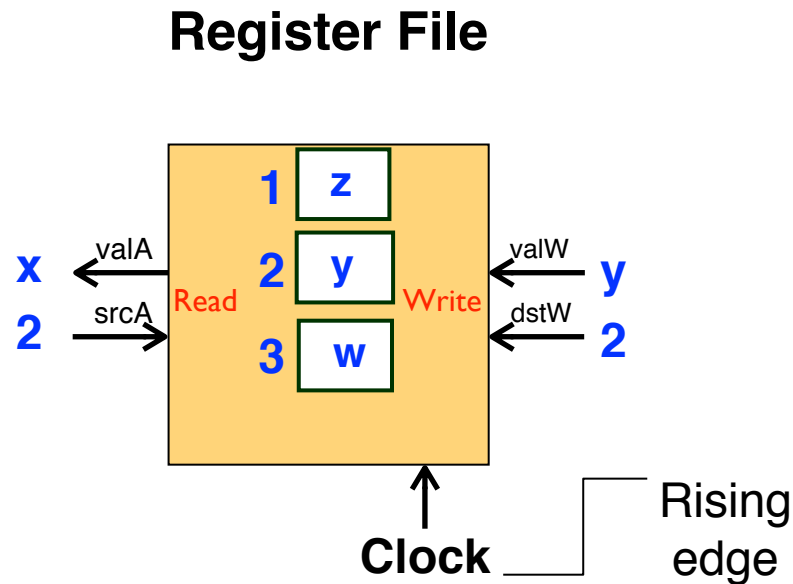 Register File
1 z
x valA 2 y valW y
Read Write
2 srcA 3 w dstW 2
Clock
Rising
edge